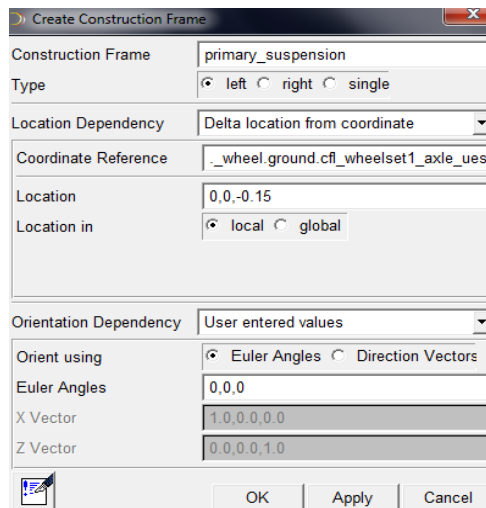 Create Construction Frame
Construction Frame primary_suspension
Type left right single
Location Dependency Delta location from coordinate
Coordinate Reference ._wheel.ground.cfl_wheelset1_axle_ues
Location 0,0,-0.15
Location in local global
Orientation Dependency User entered values
Orient using Euler Angles Direction Vectors
Euler Angles 0,0,0
X Vector 1.0,0.0,0.0
Z Vector 0.0,0.0,1.0
OK Apply Cancel